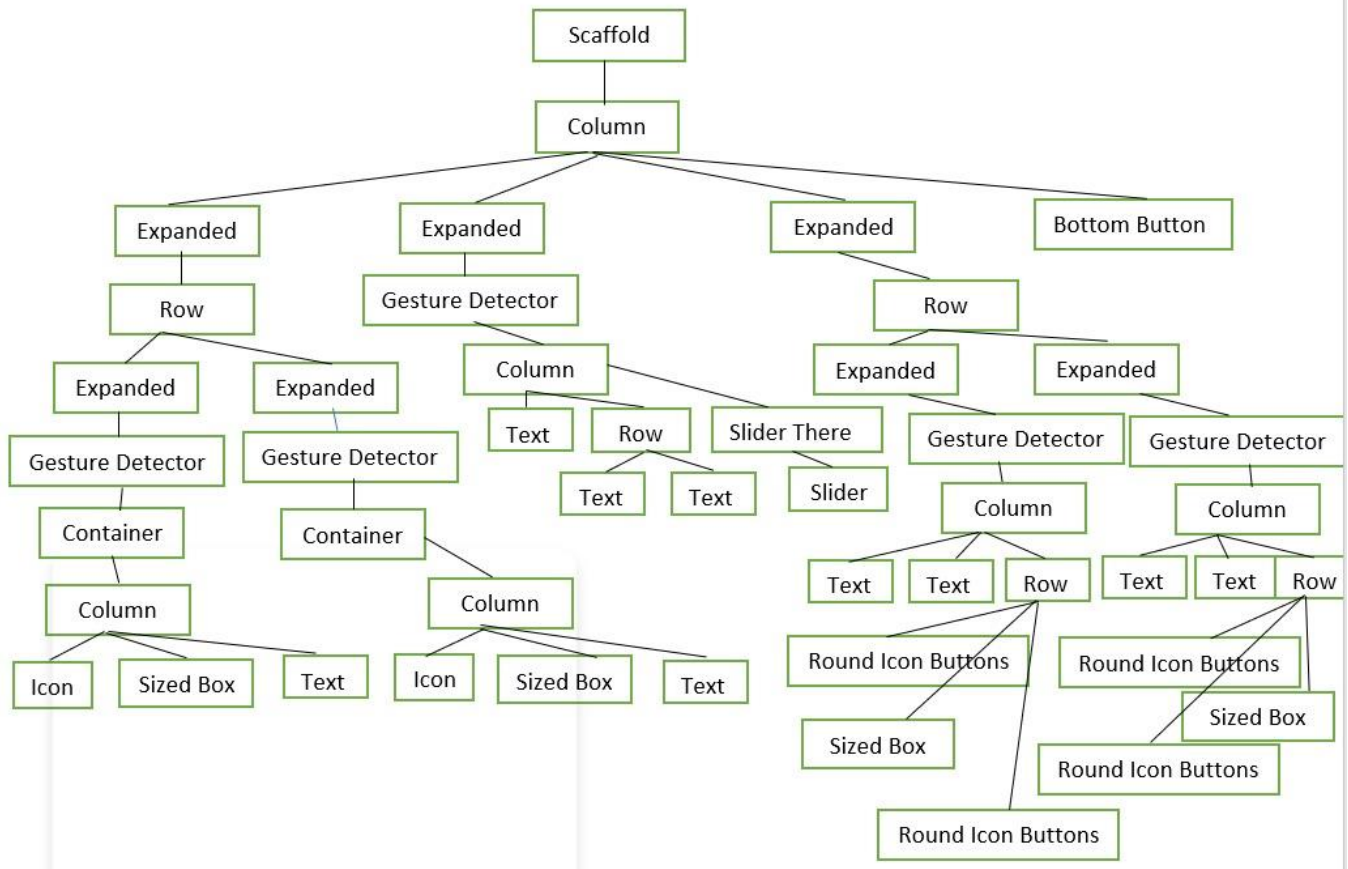 Scaffold
Column
Expanded
Expanded
Expanded
Bottom Button
Row
Gesture Detector
Row
Expanded
Expanded
Column
Expanded
Expanded
Text
Row
Slider There
Gesture Detector
Gesture Detector
Gesture Detector
Gesture Detector
Text
Text
Slider
Container
Container
Column
Column
Text
Text
Row
Text
Text
Row
Column
Column
Icon
Sized Box
Text
Icon
Sized Box
Text
Round Icon Buttons
Round Icon Buttons
Sized Box
Sized Box
Round Icon Buttons
Round Icon Buttons